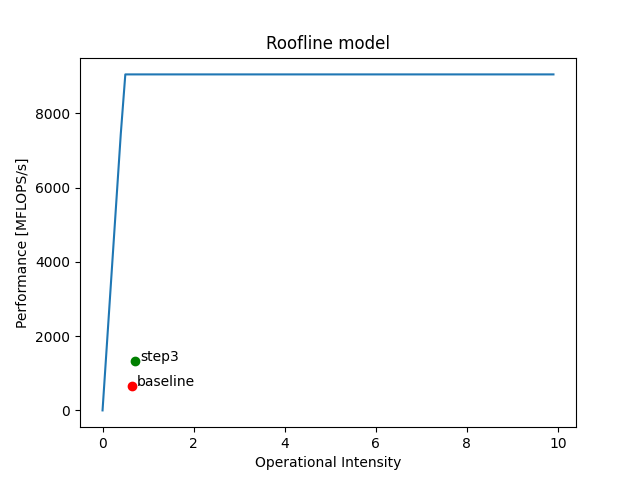 Roofline model
Performance [MFLOPS/s]
8000
6000
4000
2000
0
step3
baseline
0 2 4 6 8 10
Operational Intensity